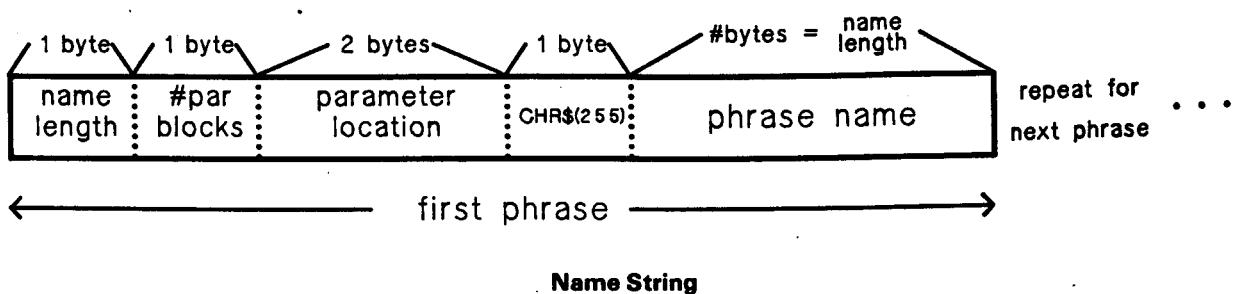 1 byte 1 byte 2 bytes 1 byte #bytes = name length
name length #par blocks parameter location CHR$(255) phrase name repeat for next phrase . . .
first phrase
Name String